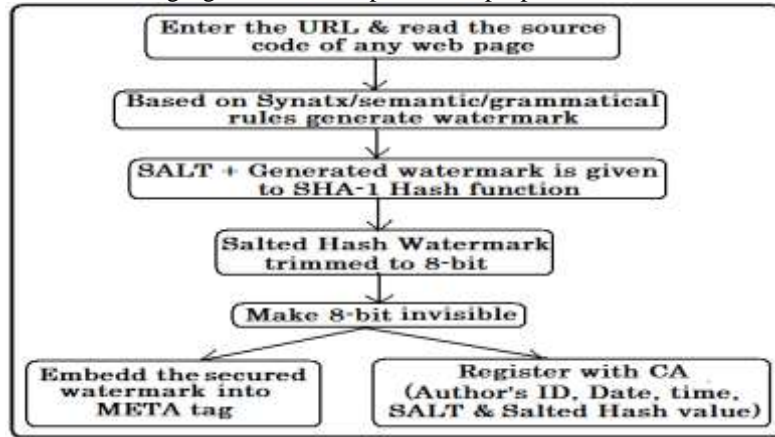 Enter the URL & read the source
code of any web page
Based on Synatx/semantic/grammatical
rules generate watermark
SALT + Generated watermark is given
to SHA-1 Hash function
Salted Hash Watermark
trimmed to 8-bit
Make 8-bit invisible
Embedd the secured
watermark into
META tag
Register with CA
(Author's ID, Date, time,
SALT & Salted Hash value)